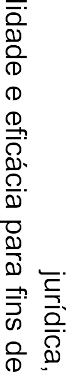 jurídica,
lidade e eficácia para fins de